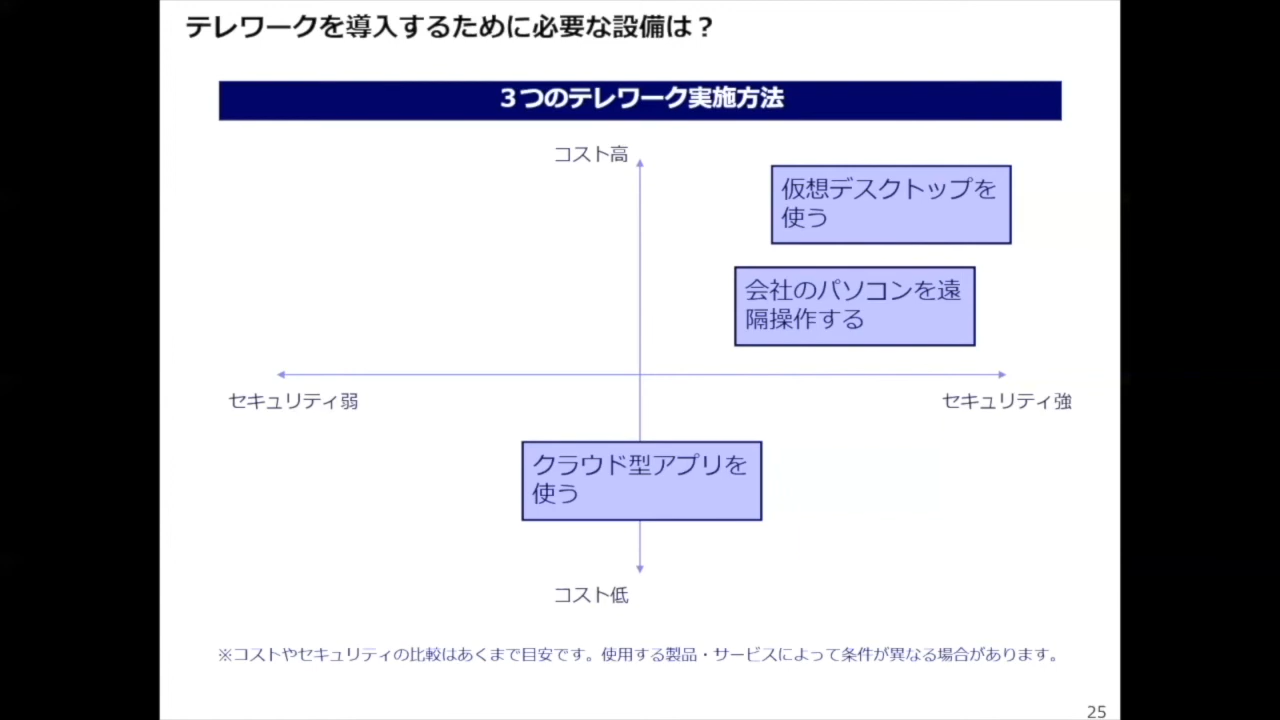 テレワークを導入するために必要な設備は？
３つのテレワーク実施方法
コスト高
仮想デスクトップを
使う
会社のパソコンを遠
隔操作する
セキュリティ弱
セキュリティ強
クラウド型アプリを
使う
コスト低
※コストやセキュリティの比較はあくまで目安です。使用する製品・サービスによって条件が異なる場合があります。
25